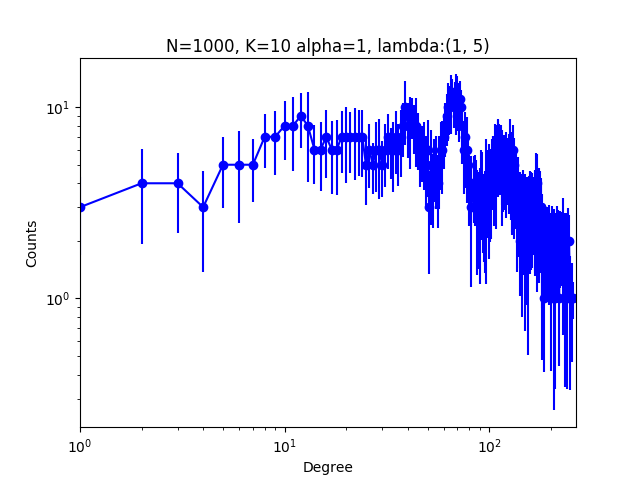 N=1000, K=10 alpha=1, lambda:(1, 5)
Counts
10¹
10⁰
10⁰ 10¹ 10²
Degree